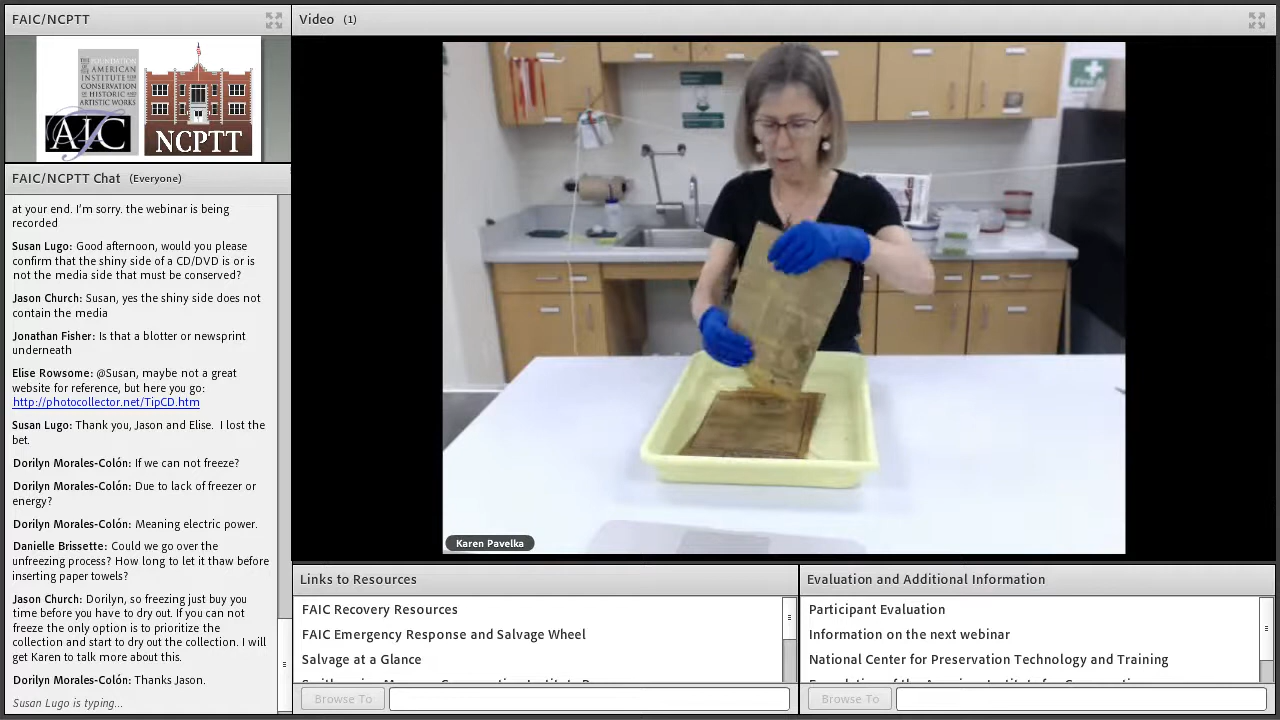 FAIC/NCPTT
THE FOUNDATION
OF THE AMERICAN
INSTITUTE FOR
CONSERVATION
OF HISTORIC AND
ARTISTIC WORKS
AIC
NCPTT
FAIC/NCPTT Chat (Everyone)
at your end. I'm sorry. the webinar is being
recorded
Susan Lugo: Good afternoon, would you please
confirm that the shiny side of a CD/DVD is or is
not the media side that must be conserved?
Jason Church: Susan, yes the shiny side does not
contain the media
Jonathan Fisher: Is that a blotter or newsprint
underneath
Elise Rowsome: @Susan, maybe not a great
website for reference, but here you go:
http://photocollector.net/TipCD.htm
Susan Lugo: Thank you, Jason and Elise. I lost the
bet.
Dorilyn Morales-Colón: If we can not freeze?
Dorilyn Morales-Colón: Due to lack of freezer or
energy?
Dorilyn Morales-Colón: Meaning electric power.
Danielle Brissette: Could we go over the
unfreezing process? How long to let it thaw before
inserting paper towels?
Jason Church: Dorilyn, so freezing just buy you
time before you have to dry out. If you can not
freeze the only option is to prioritize the
collection and start to dry out the collection. I will
get Karen to talk more about this.
Dorilyn Morales-Colón: Thanks Jason.
Susan Lugo is typing...
Video (1)
Karen Pavelka
Links to Resources
FAIC Recovery Resources
FAIC Emergency Response and Salvage Wheel
Salvage at a Glance
Browse To
Evaluation and Additional Information
Participant Evaluation
Information on the next webinar
National Center for Preservation Technology and Training
Browse To